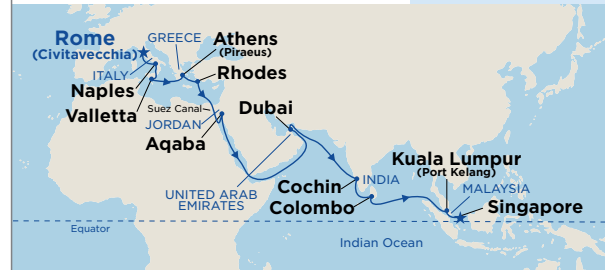 Rome
(Civitavecchia)
GREECE
Athens
(Piraeus)
ITALY
Rhodes
Naples
Valletta
Suez Canal
JORDAN
Aqaba
Dubai
UNITED ARAB
EMIRATES
INDIA
Cochin
Colombo
Kuala Lumpur
(Port Kelang)
MALAYSIA
Singapore
Equator
Indian Ocean